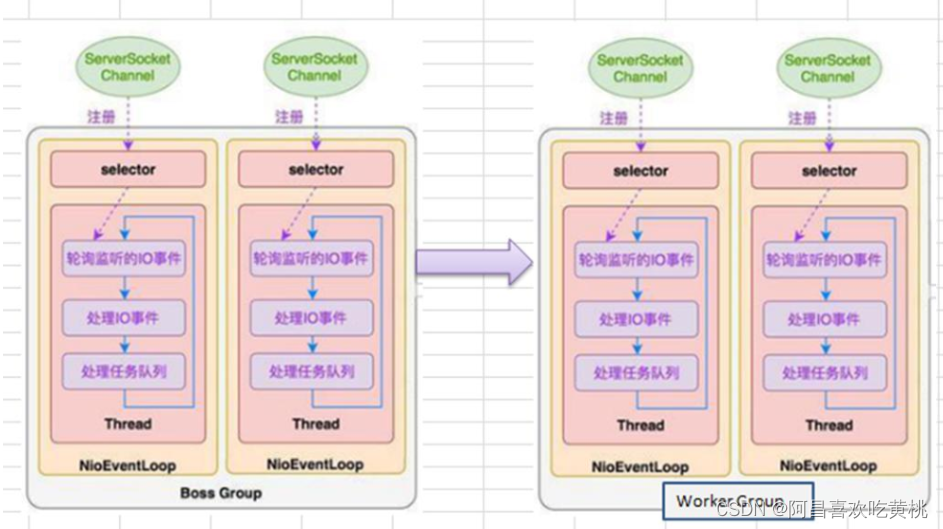 ServerSocket
Channel
ServerSocket
Channel
ServerSocket
Channel
ServerSocket
Channel
注册
注册
注册
注册
selector
selector
selector
selector
轮询监听的IO事件
轮询监听的IO事件
轮询监听的IO事件
轮询监听的IO事件
处理IO事件
处理IO事件
处理IO事件
处理IO事件
处理任务队列
处理任务队列
处理任务队列
处理任务队列
Thread
Thread
Thread
Thread
NioEventLoop
NioEventLoop
NioEventLoop
NioEventLoop
Boss Group
Worker Group
CSDN @阿昌喜欢吃黄桃